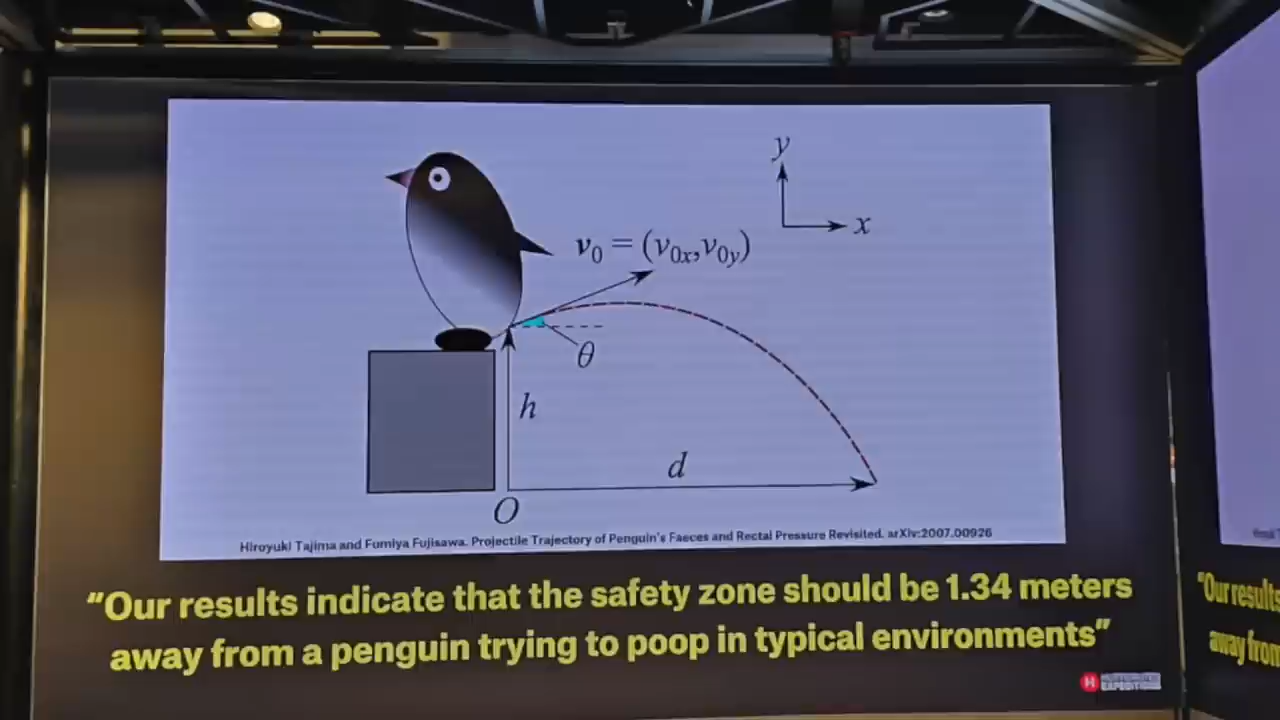 y
x
v₀ = (v₀ₓ,v₀y)
θ
h
d
O
Hiroyuki Tajima and Fumiya Fujisawa. Projectile Trajectory of Penguin's Faeces and Rectal Pressure Revisited. arXiv:2007.00926
“Our results indicate that the safety zone should be 1.34 meters
away from a penguin trying to poop in typical environments”
H
“Our results
away from